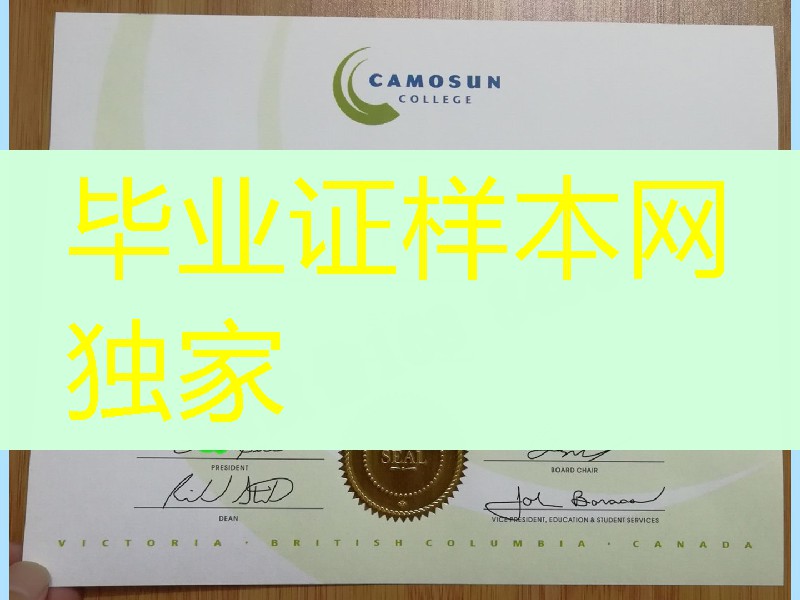 CAMOSUN
COLLEGE
毕业证样本网
独家
SEAL
PRESIDENT
BOARD CHAIR
DEAN
VICE PRESIDENT, EDUCATION & STUDENT SERVICES
VICTORIA · BRITISH COLUMBIA · CANADA